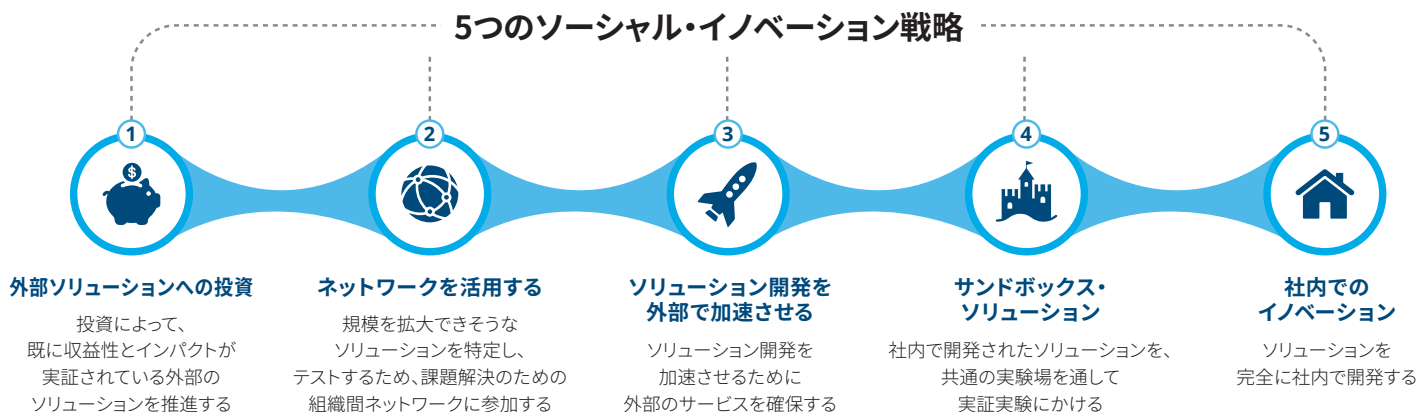 5つのソーシャル・イノベーション戦略
1
$
外部ソリューションへの投資
投資によって、
既に収益性とインパクトが
実証されている外部の
ソリューションを推進する
2
ネットワークを活用する
規模を拡大できそうな
ソリューションを特定し、
テストするため、課題解決のための
組織間ネットワークに参加する
3
ソリューション開発を
外部で加速させる
ソリューション開発を
加速させるために
外部のサービスを確保する
4
サンドボックス・
ソリューション
社内で開発されたソリューションを、
共通の実験場を通して
実証実験にかける
5
社内での
イノベーション
ソリューションを
完全に社内で開発する